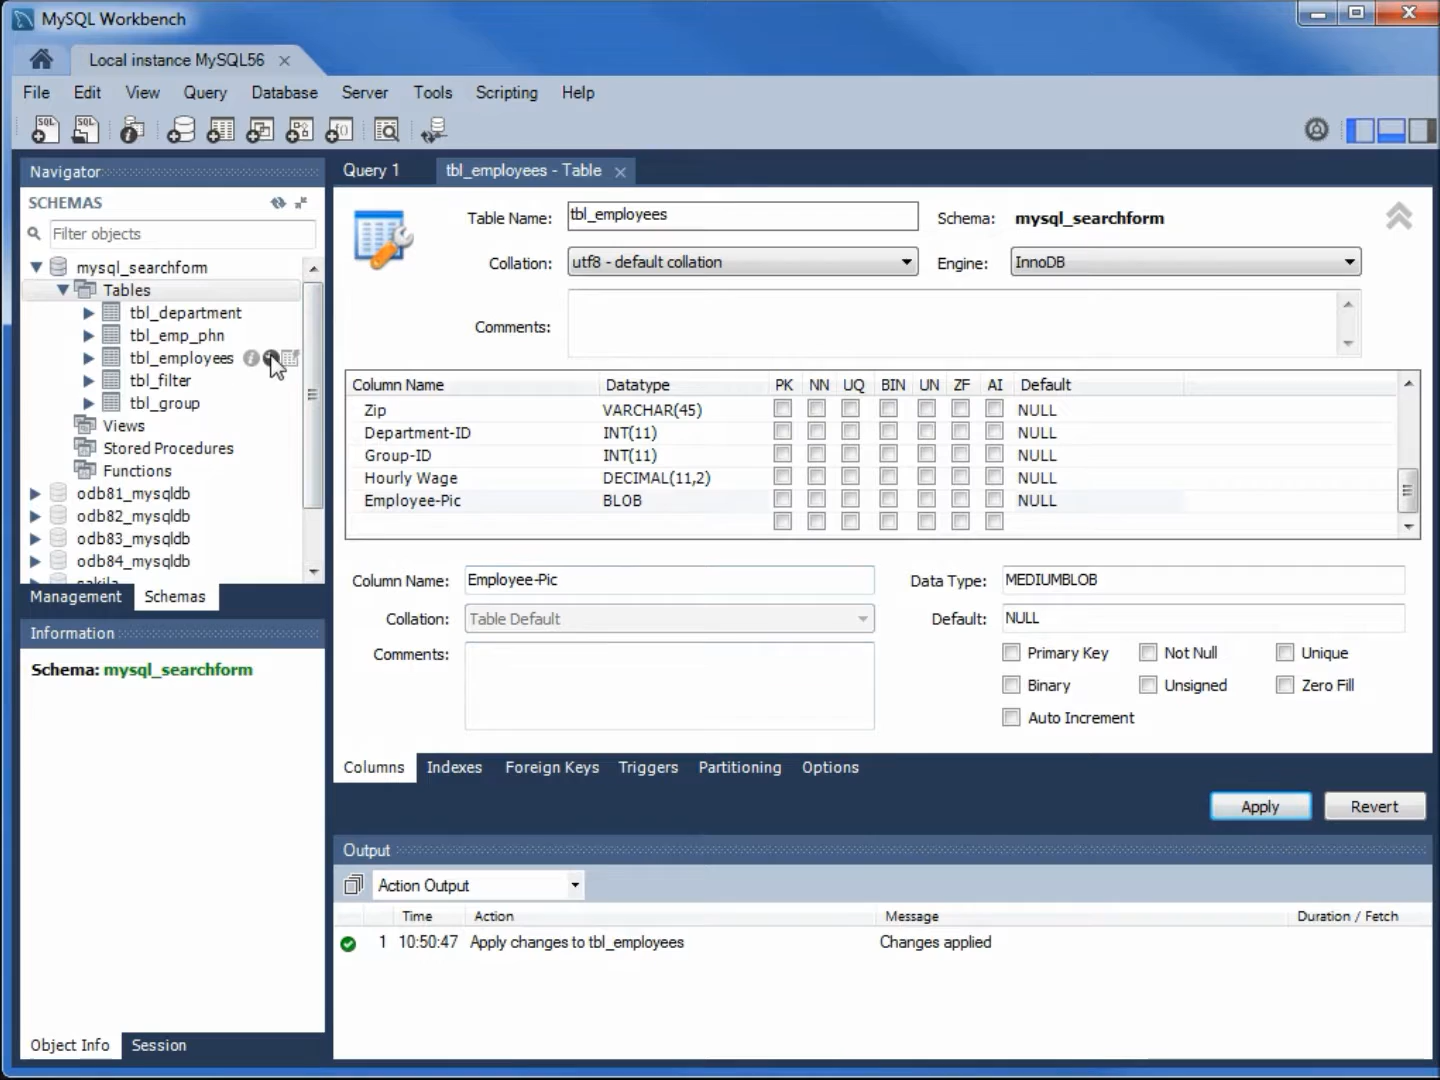 MySQL Workbench
Local instance MySQL56
File Edit View Query Database Server Tools Scripting Help
SQL SQL
Navigator
SCHEMAS
Filter objects
mysql_searchform
Tables
tbl_department
tbl_emp_phn
tbl_employees
tbl_filter
tbl_group
Views
Stored Procedures
Functions
odb81_mysqldb
odb82_mysqldb
odb83_mysqldb
odb84_mysqldb
sakila
Management Schemas
Information
Schema: mysql_searchform
Object Info Session
Query 1 tbl_employees - Table
Table Name: tbl_employees Schema: mysql_searchform
Collation: utf8 - default collation Engine: InnoDB
Comments:
Column Name Datatype PK NN UQ BIN UN ZF AI Default
Zip VARCHAR(45) NULL
Department-ID INT(11) NULL
Group-ID INT(11) NULL
Hourly Wage DECIMAL(11,2) NULL
Employee-Pic BLOB NULL
Column Name: Employee-Pic Data Type: MEDIUMBLOB
Collation: Table Default Default: NULL
Comments:
Primary Key Not Null Unique
Binary Unsigned Zero Fill
Auto Increment
Columns Indexes Foreign Keys Triggers Partitioning Options
Apply Revert
Output
Action Output
Time Action Message Duration / Fetch
1 10:50:47 Apply changes to tbl_employees Changes applied